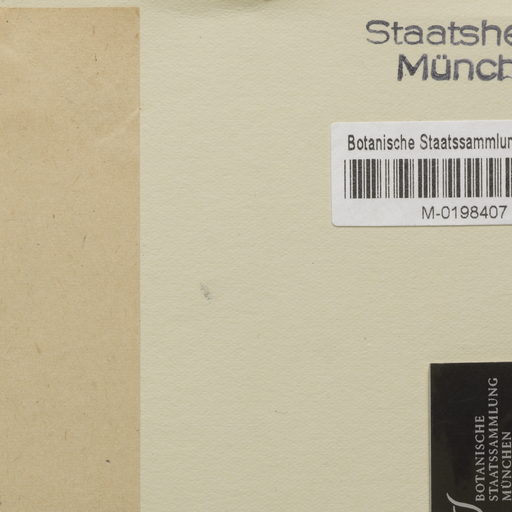 Staatshe
Münch
Botanische Staatssammlun
M-0198407
BOTANISCHE
STAATSSAMMLUNG
MÜNCHEN